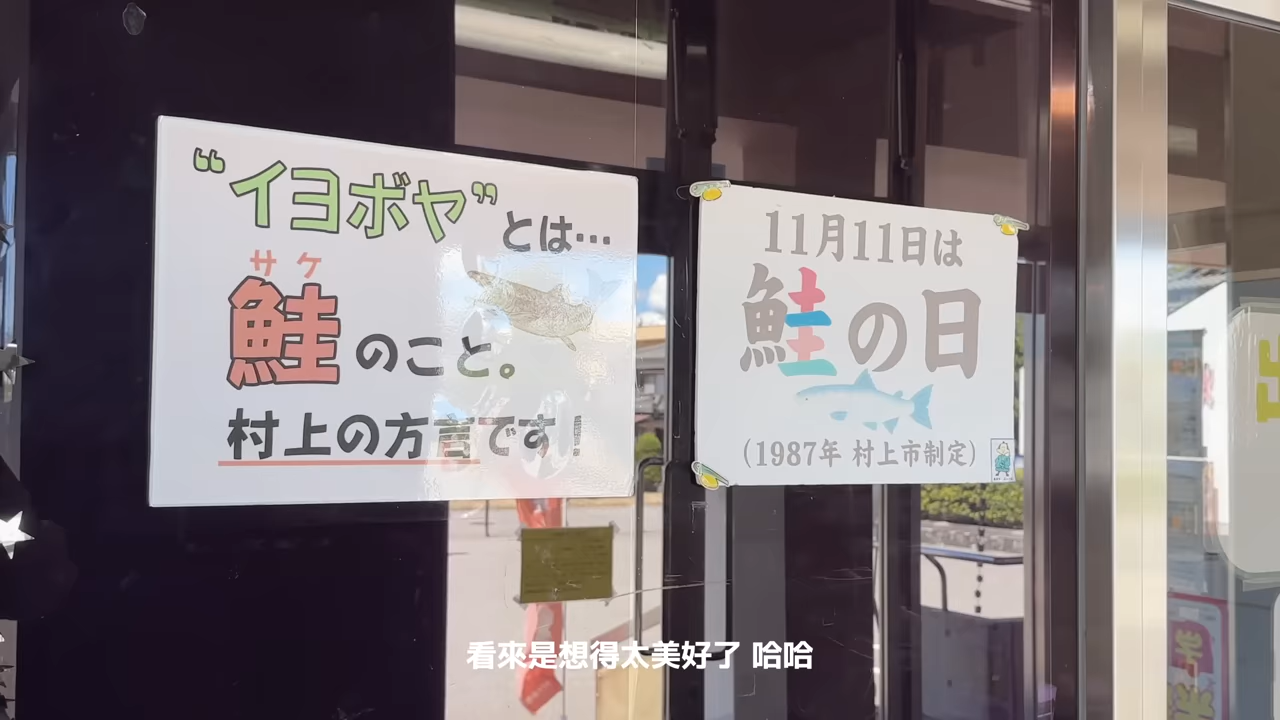 “イヨボヤ”とは…
サケ
鮭のこと。
村上の方言です！
11月11日は
鮭の日
(1987年 村上市制定)
看來是想得太美好了 哈哈